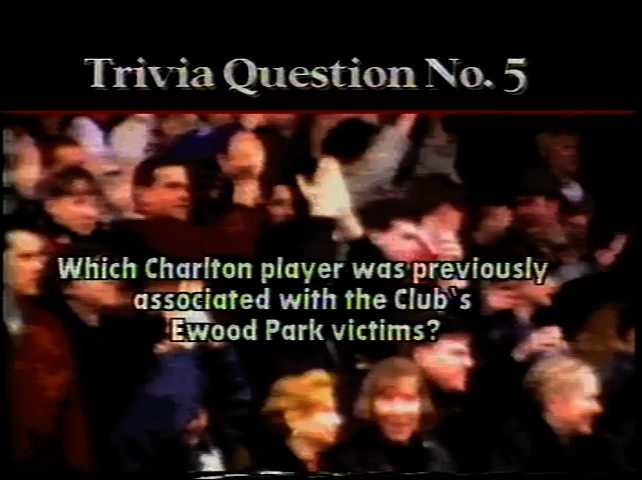 Trivia Question No. 5
Which Charlton player was previously
associated with the Club's
Ewood Park victims?